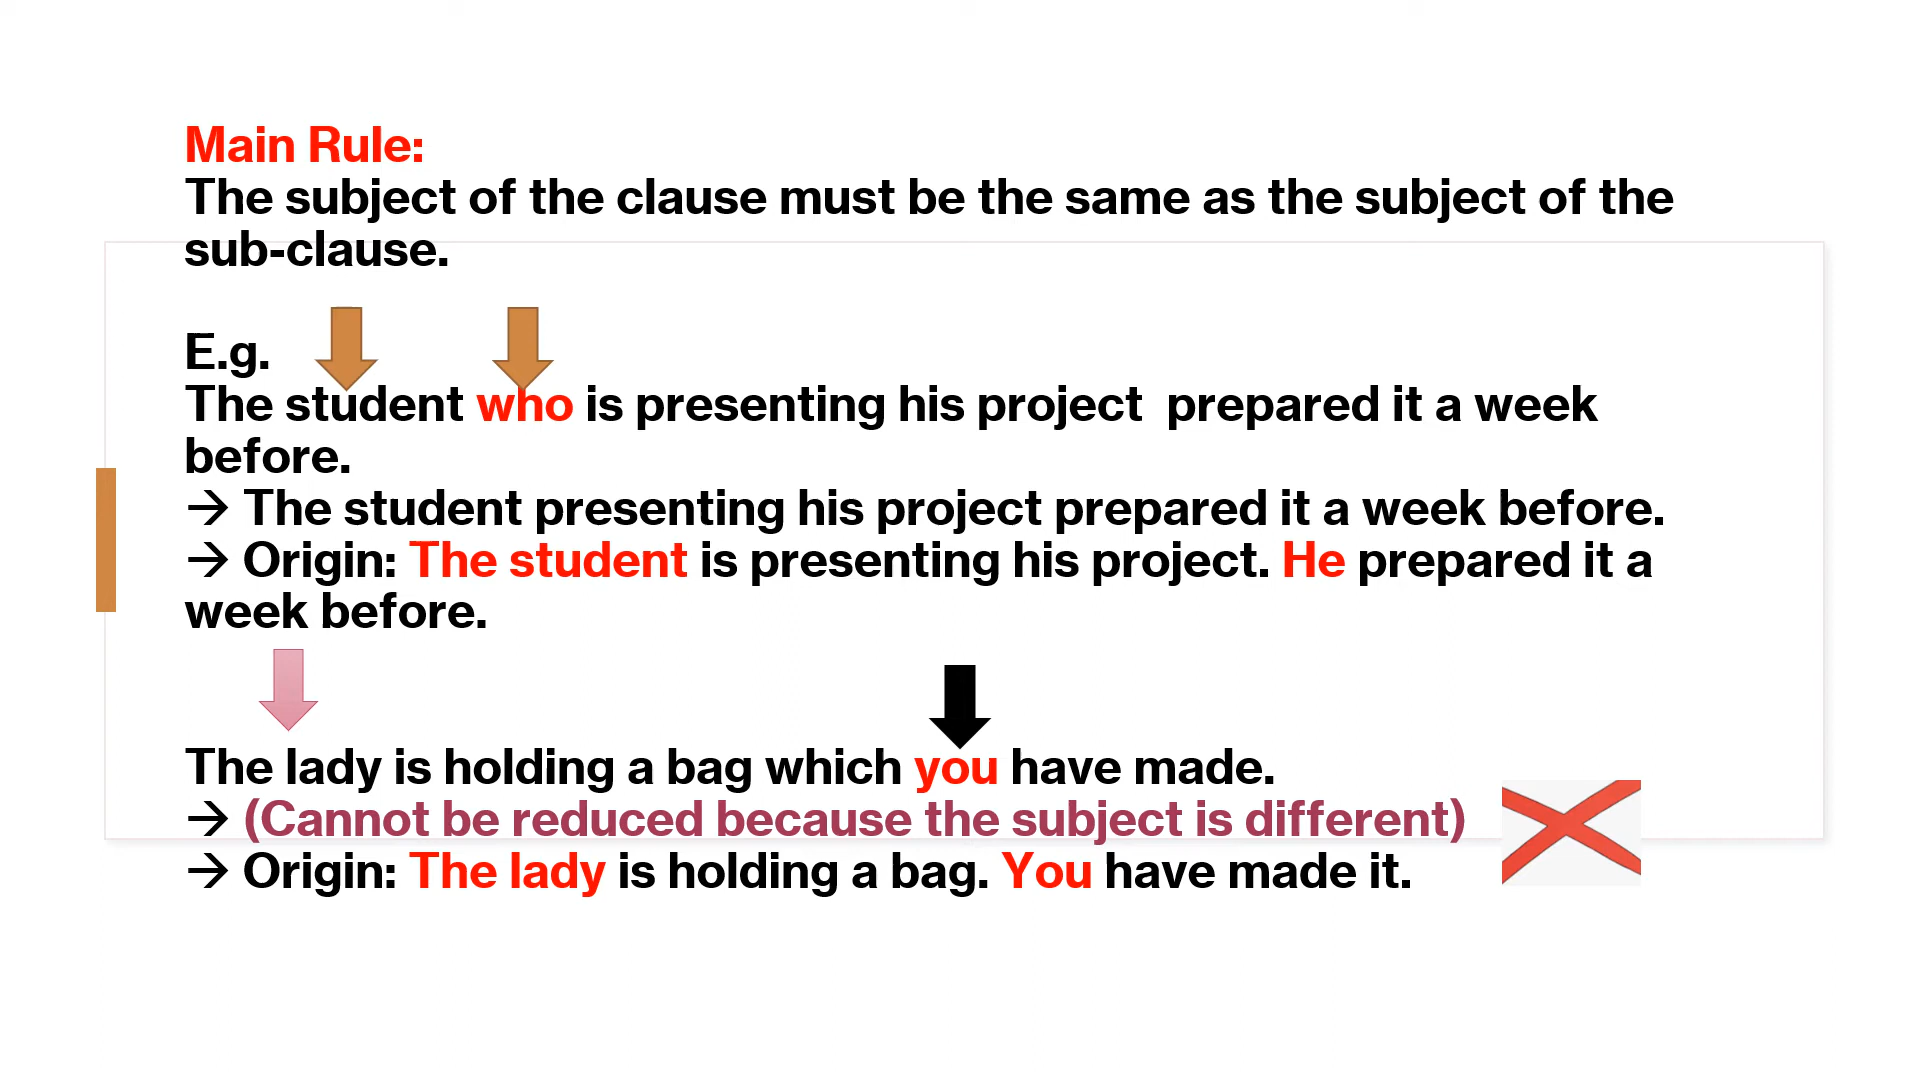 Main Rule:
The subject of the clause must be the same as the subject of the
sub-clause.
E.g.
The student who is presenting his project  prepared it a week
before.
→ The student presenting his project prepared it a week before.
→ Origin: The student is presenting his project. He prepared it a
week before.
The lady is holding a bag which you have made.
→ (Cannot be reduced because the subject is different)
→ Origin: The lady is holding a bag. You have made it.